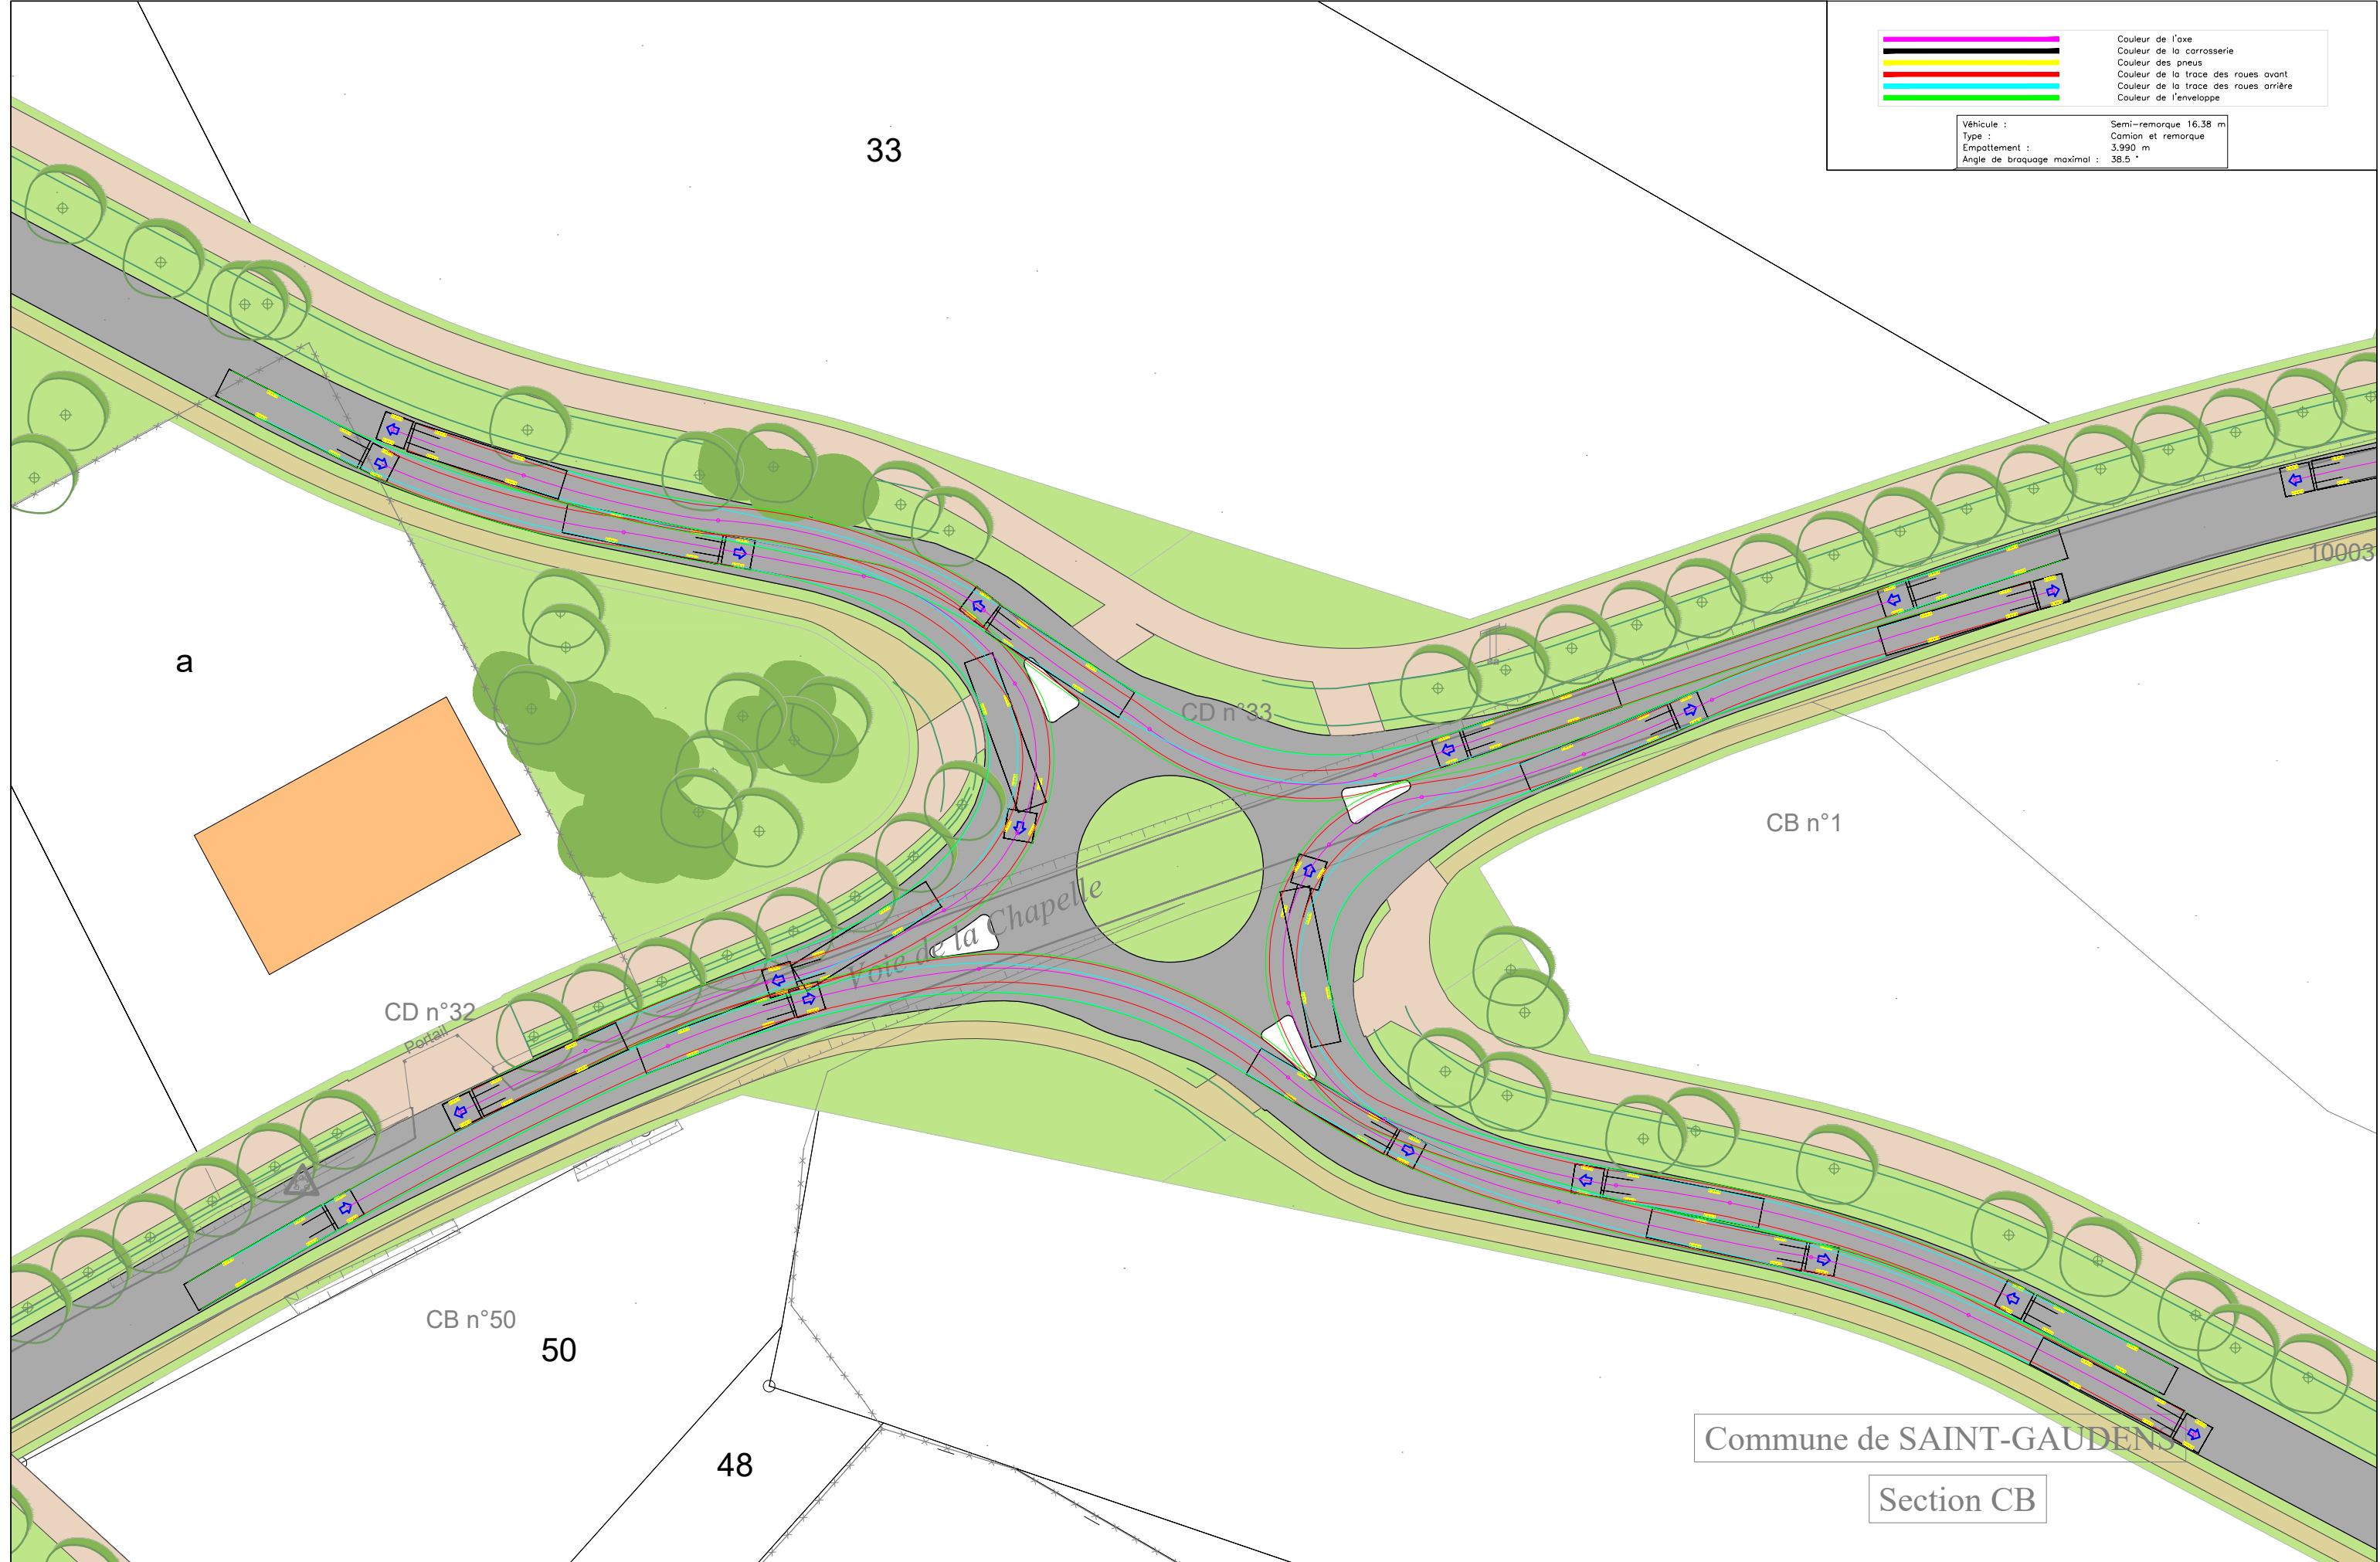 Couleur de l'axe
Couleur de la carrosserie
Couleur des pneus
Couleur de la trace des roues avant
Couleur de la trace des roues arrière
Couleur de l'enveloppe
Véhicule : Semi-remorque 16.38 m
Type : Camion et remorque
Empattement : 3.990 m
Angle de braquage maximal : 38.5 °
33
10003
a
CD n°33
CB n°1
Voie de la Chapelle
CD n°32
Portail
CB n°50
50
48
Commune de SAINT-GAUDENS
Section CB